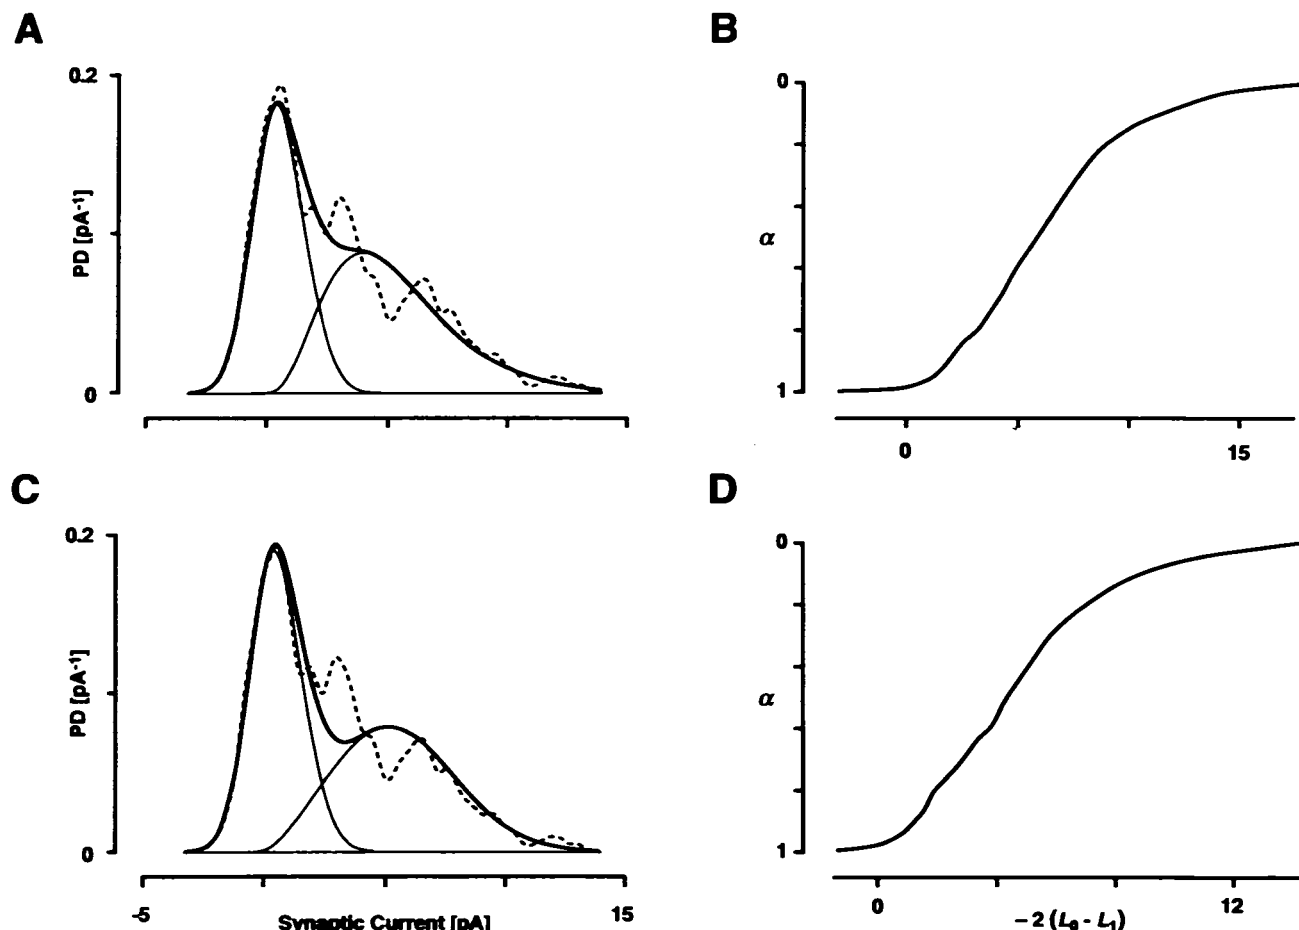 A
B
0.2
PD [pA-1]
0
0
α
1
0
15
C
D
0.2
PD [pA-1]
0
-5
15
Synaptic Current [pA]
0
α
1
0
12
-2 (L0 - L1)